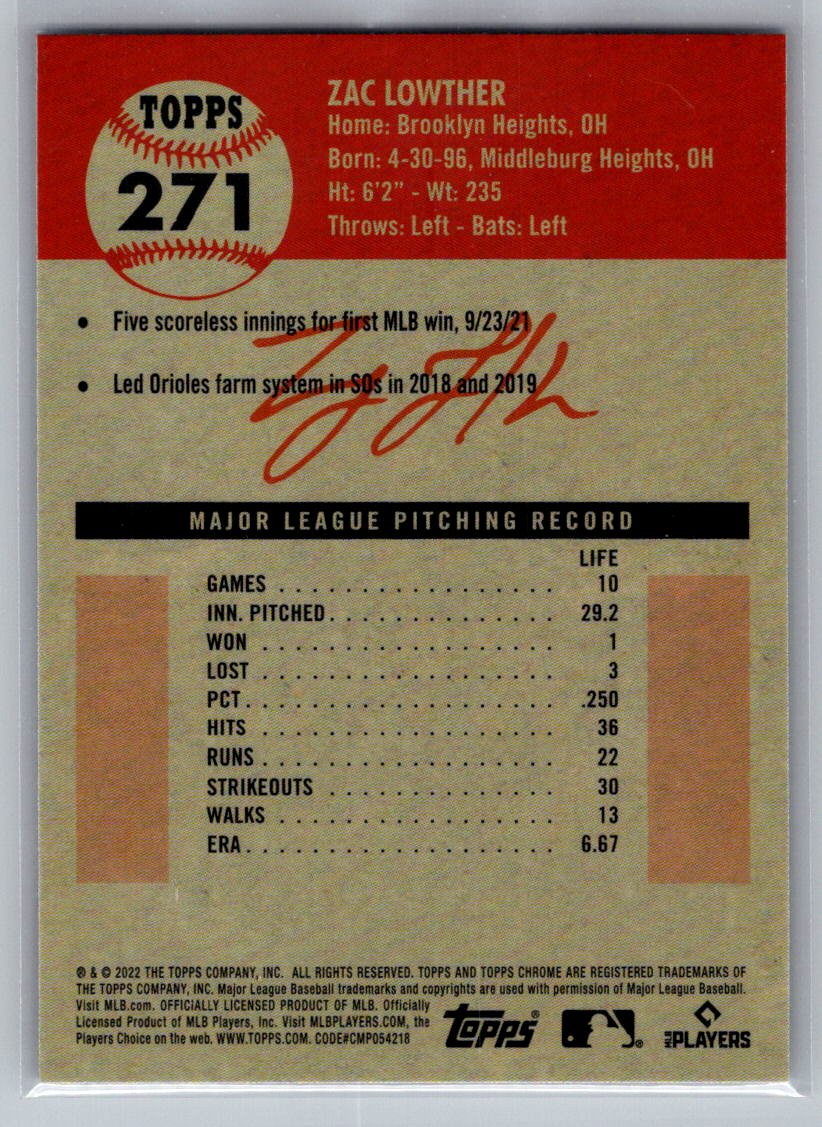 TOPPS
271
ZAC LOWTHER
Home: Brooklyn Heights, OH
Born: 4-30-96, Middleburg Heights, OH
Ht: 6'2" - Wt: 235
Throws: Left - Bats: Left
• Five scoreless innings for first MLB win, 9/23/21
• Led Orioles farm system in SOs in 2018 and 2019
MAJOR LEAGUE PITCHING RECORD
LIFE
GAMES . . . . . . . . . . . . . . . . . 10
INN. PITCHED. . . . . . . . . . . . . . 29.2
WON . . . . . . . . . . . . . . . . . . 1
LOST . . . . . . . . . . . . . . . . . . 3
PCT. . . . . . . . . . . . . . . . . . . .250
HITS . . . . . . . . . . . . . . . . . . 36
RUNS. . . . . . . . . . . . . . . . . . 22
STRIKEOUTS . . . . . . . . . . . . . . 30
WALKS . . . . . . . . . . . . . . . . . 13
ERA. . . . . . . . . . . . . . . . . . . 6.67
® & © 2022 THE TOPPS COMPANY, INC. ALL RIGHTS RESERVED. TOPPS AND TOPPS CHROME ARE REGISTERED TRADEMARKS OF
THE TOPPS COMPANY, INC. Major League Baseball trademarks and copyrights are used with permission of Major League Baseball.
Visit MLB.com. OFFICIALLY LICENSED PRODUCT OF MLB. Officially
Licensed Product of MLB Players, Inc. Visit MLBPLAYERS.COM, the
Players Choice on the web. WWW.TOPPS.COM. CODE#CMP054218
topps®
®
MLB PLAYERS